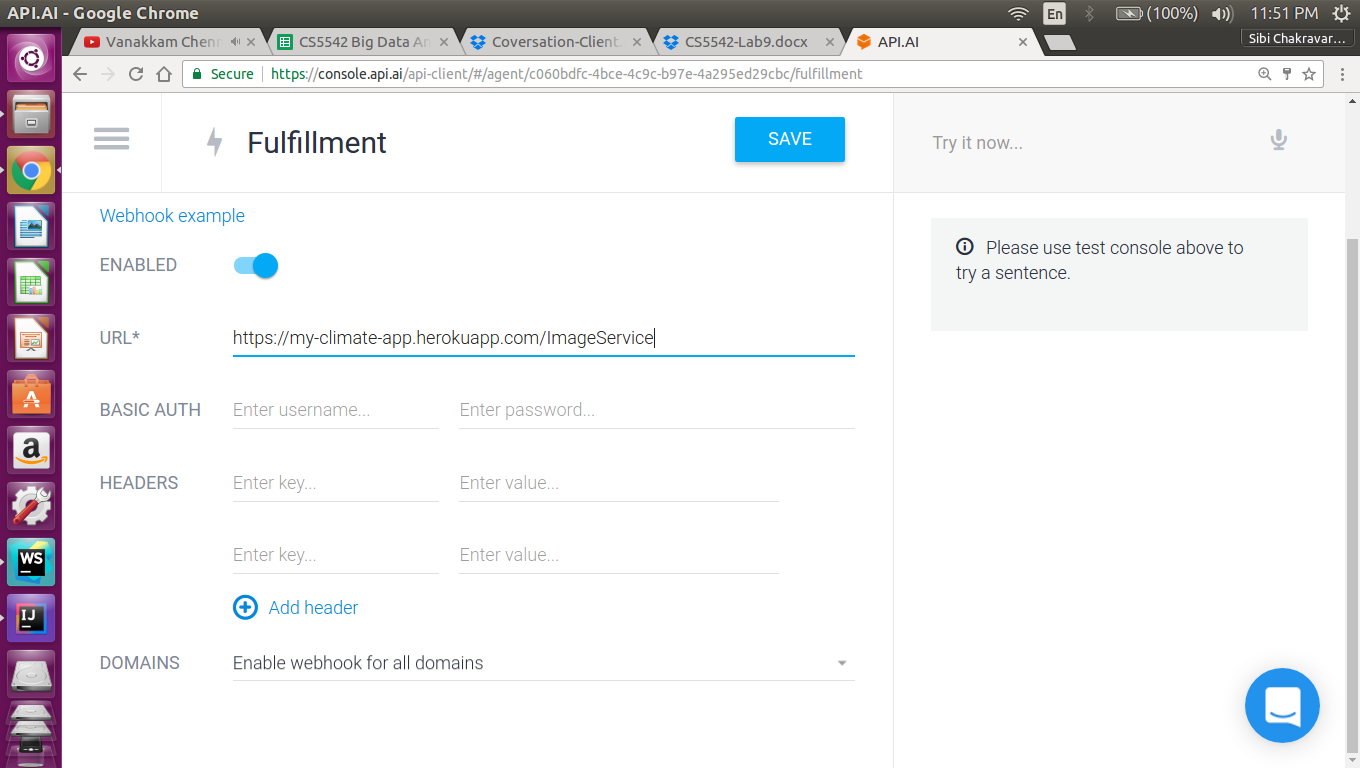 API.AI - Google Chrome
En
(100%)
11:51 PM
Vanakkam Chenn
CS5542 Big Data An
Coversation-Client.
CS5542-Lab9.docx
API.AI
Sibi Chakravar...
Secure
https://console.api.ai/api-client/#/agent/c060bdfc-4bce-4c9c-b97e-4a295ed29cbc/fulfillment
Fulfillment
SAVE
Try it now...
Webhook example
ENABLED
Please use test console above to
try a sentence.
URL*
https://my-climate-app.herokuapp.com/ImageService
BASIC AUTH
Enter username...
Enter password...
HEADERS
Enter key...
Enter value...
Enter key...
Enter value...
Add header
DOMAINS
Enable webhook for all domains
a
WS
IJ